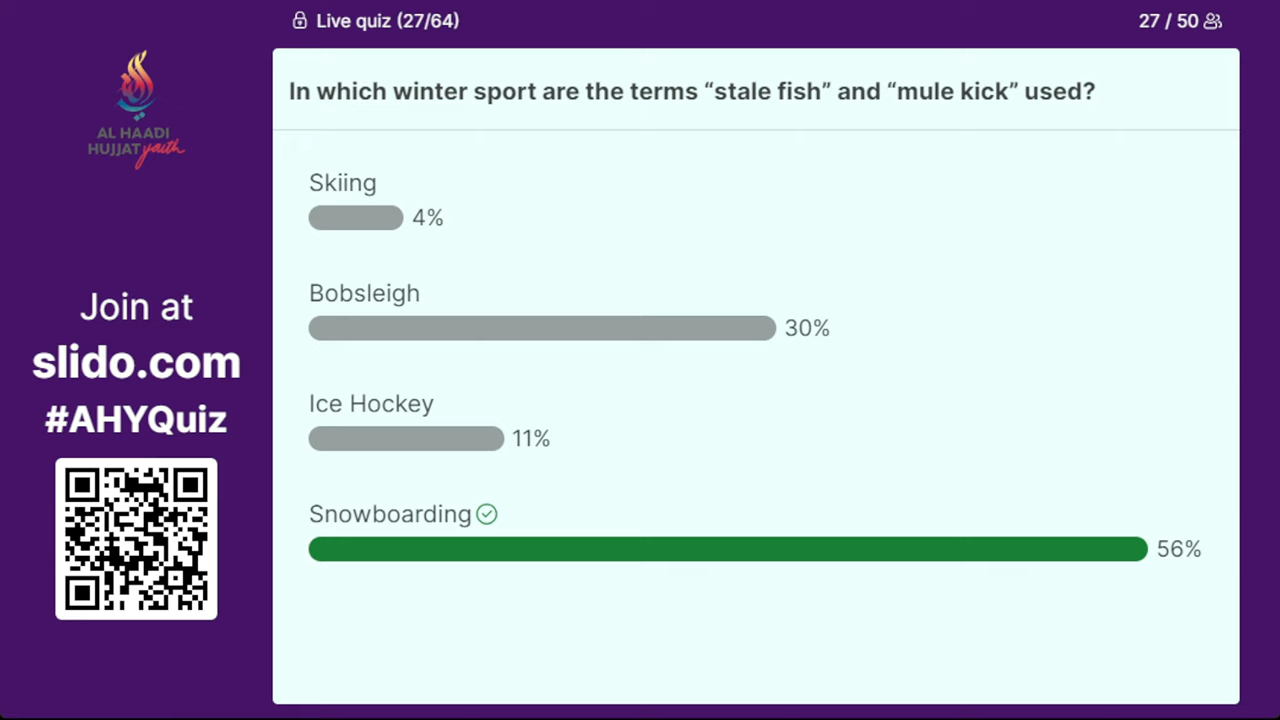 Live quiz (27/64)
27 / 50
AL HAADI
HUJJAT youth
Join at
slido.com
#AHYQuiz
In which winter sport are the terms “stale fish” and “mule kick” used?
Skiing
4%
Bobsleigh
30%
Ice Hockey
11%
Snowboarding
56%